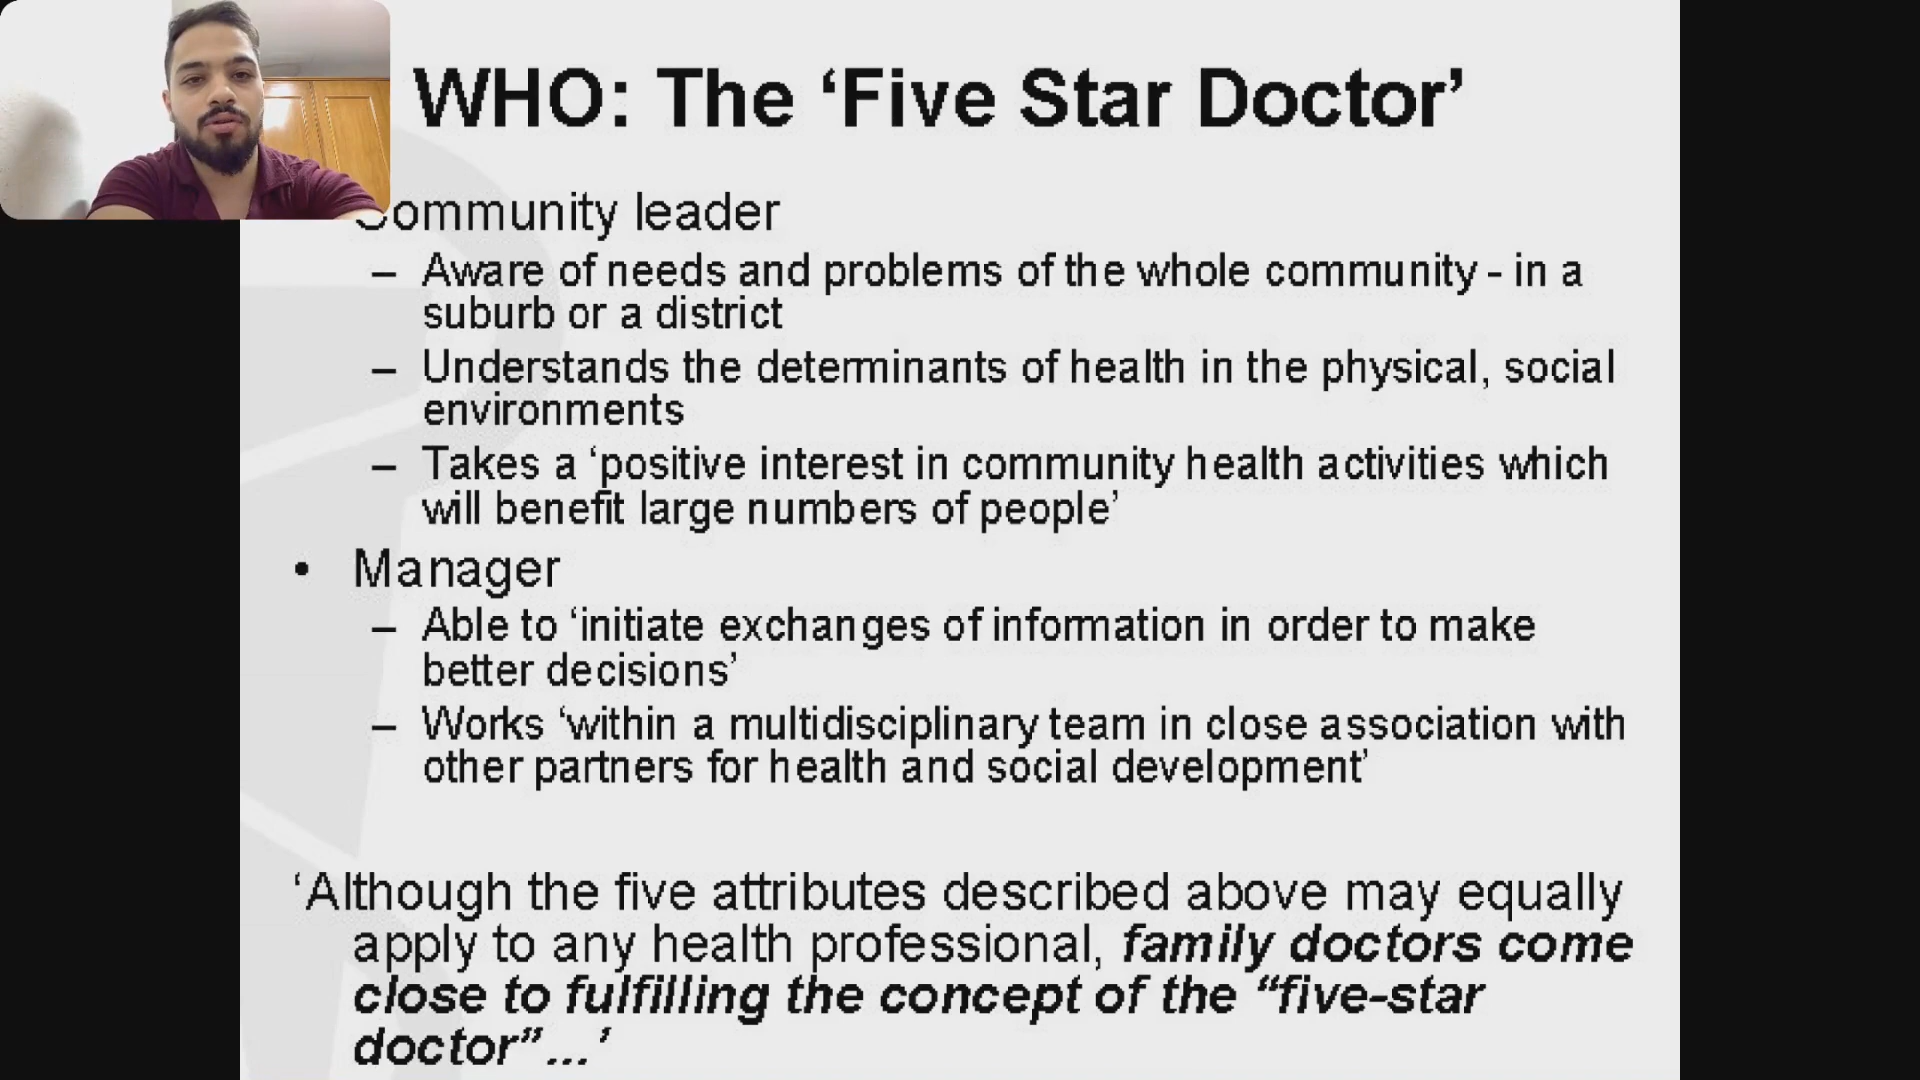 WHO: The ‘Five Star Doctor’
Community leader
– Aware of needs and problems of the whole community - in a
suburb or a district
– Understands the determinants of health in the physical, social
environments
– Takes a ‘positive interest in community health activities which
will benefit large numbers of people’
• Manager
– Able to ‘initiate exchanges of information in order to make
better decisions’
– Works ‘within a multidisciplinary team in close association with
other partners for health and social development’
‘Although the five attributes described above may equally
apply to any health professional, family doctors come
close to fulfilling the concept of the “five-star
doctor”...’